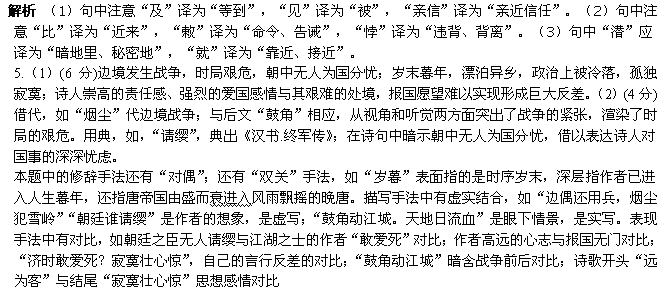 解析 （1）句中注意“及”译为“等到”，“见”译为“被”，“亲信”译为“亲近信任”。（2）句中注
意“比”译为“近来”，“敕”译为“命令、告诫”，“悖”译为“违背、背离”。（3）句中“潜”应
译为“暗地里、秘密地”，“就”译为“靠近、接近”。
5.（1）(6 分)边境发生战争，时局艰危，朝中无人为国分忧；岁末暮年，漂泊异乡，政治上被冷落，孤独
寂寞；诗人崇高的责任感、强烈的爱国感情与其艰难的处境，报国愿望难以实现形成巨大反差。（2）(4 分)
借代，如“烟尘”代边境战争；与后文“鼓角”相应，从视角和听觉两方面突出了战争的紧张，渲染了时
局的艰危。用典，如，“请缨”，典出《汉书.终军传》；在诗句中暗示朝中无人为国分忧，借以表达诗人对
国事的深深忧虑。
本题中的修辞手法还有“对偶”；还有“双关”手法，如“岁暮”表面指的是时序岁末，深层指作者已进
入人生暮年，还指唐帝国由盛而衰进入风雨飘摇的晚唐。描写手法中有虚实结合，如“边偶还用兵，烟尘
犯雪岭”“朝廷谁请缨”是作者的想象，是虚写；“鼓角动江城。天地日流血”是眼下情景，是实写。表现
手法中有对比，如朝廷之臣无人请缨与江湖之士的作者“敢爱死”对比；作者高远的心志与报国无门对比；
“济时敢爱死？寂寞壮心惊”，自己的言行反差的对比；“鼓角动江城”暗含战争前后对比；诗歌开头“远
为客”与结尾“寂寞壮心惊”思想感情对比